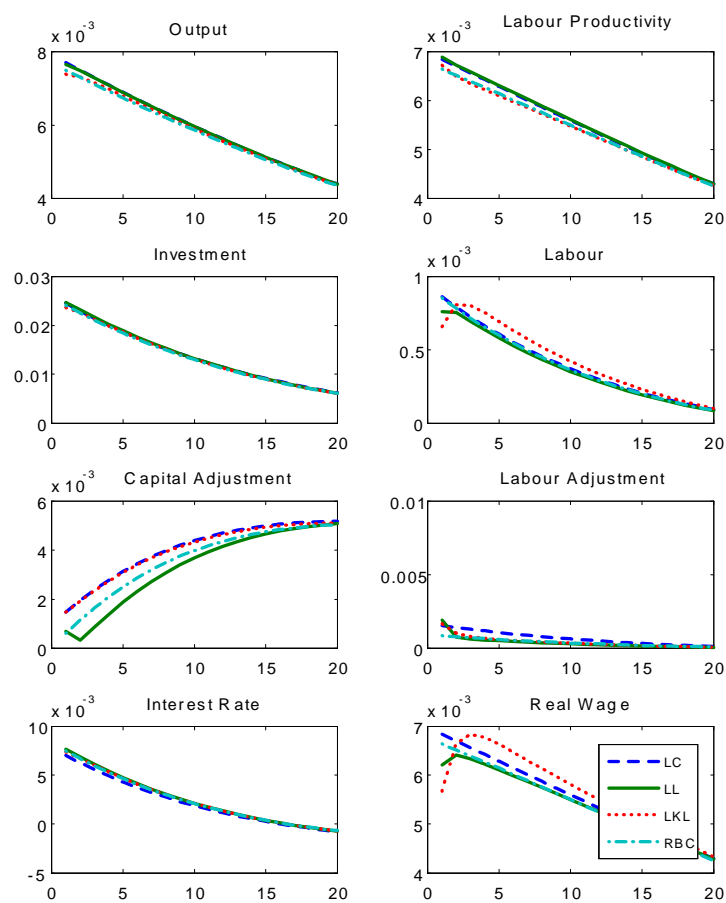 x 10-3
Output
8
6
4
0 5 10 15 20
x 10-3
Labour Productivity
7
6
5
4
0 5 10 15 20
Investment
0.03
0.02
0.01
0
0 5 10 15 20
x 10-3
Labour
1
0.5
0
0 5 10 15 20
x 10-3
Capital Adjustment
6
4
2
0
0 5 10 15 20
Labour Adjustment
0.01
0.005
0
0 5 10 15 20
x 10-3
Interest Rate
10
5
0
-5
0 5 10 15 20
x 10-3
Real Wage
7
6
5
4
0 5 10 15 20
LC
LL
LKL
RBC